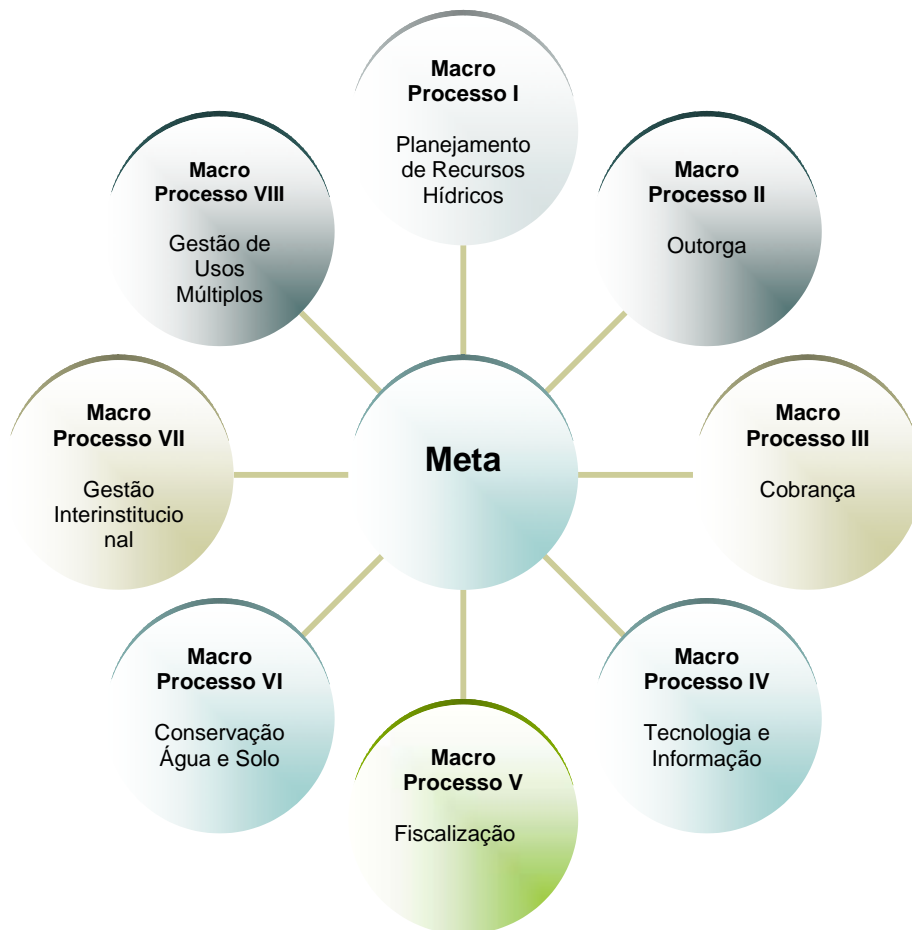 Macro
Processo I
Planejamento
de Recursos
Hídricos
Macro
Processo II
Outorga
Macro
Processo III
Cobrança
Macro
Processo IV
Tecnologia e
Informação
Macro
Processo V
Fiscalização
Macro
Processo VI
Conservação
Água e Solo
Macro
Processo VII
Gestão
Interinstitucio
nal
Macro
Processo VIII
Gestão de
Usos
Múltiplos
Meta